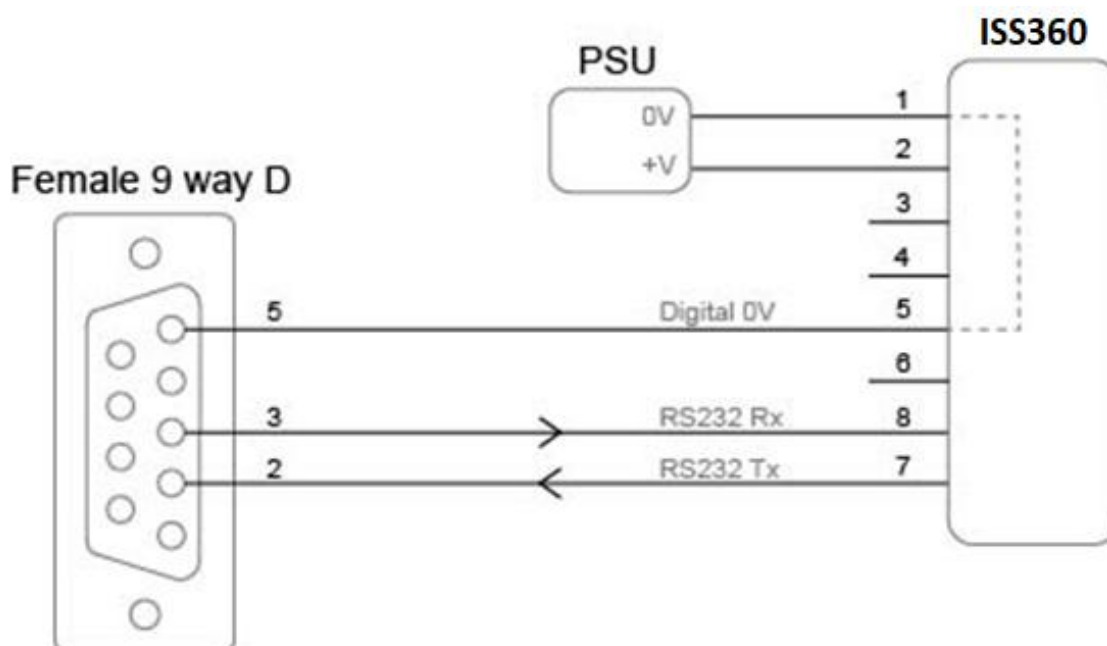 ISS360
PSU
0V
1
+V
2
Female 9 way D
3
4
5
Digital 0V
5
6
3
RS232 Rx
8
2
RS232 Tx
7